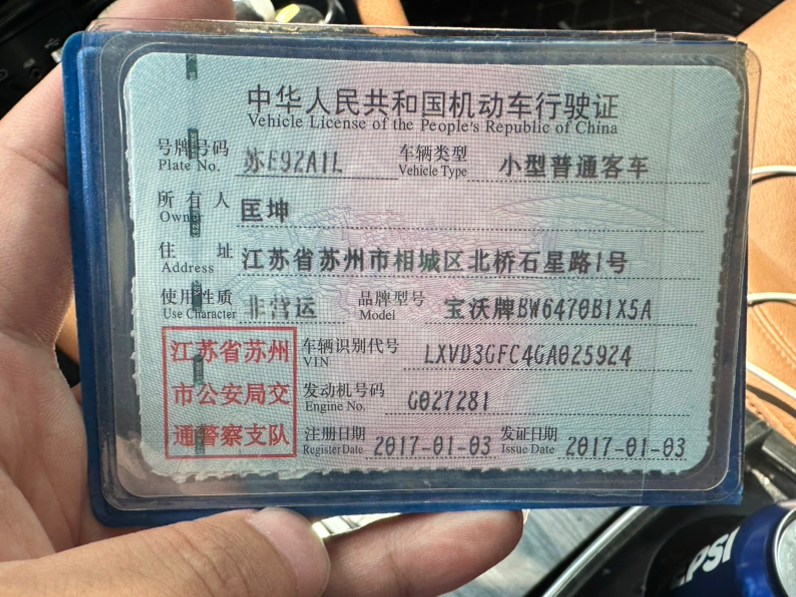 中华人民共和国机动车行驶证
Vehicle License of the People's Republic of China
号牌号码 苏E92A1L 车辆类型 小型普通客车
Plate No. Vehicle Type
所有人 匡坤
Owner
住址 江苏省苏州市相城区北桥石星路1号
Address
使用性质 非营运 品牌型号 宝沃牌BW6470B1X5A
Use Character Model
江苏省苏州
市公安局交
通警察支队
车辆识别代号 LXVD3GFC4GA025924
VIN
发动机号码 G027281
Engine No.
注册日期 2017-01-03 发证日期 2017-01-03
Register Date Issue Date
PEPSI